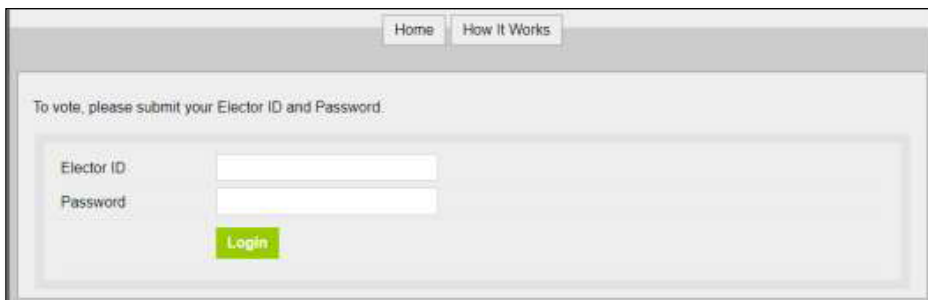 Home How It Works
To vote, please submit your Elector ID and Password.
Elector ID
Password
Login